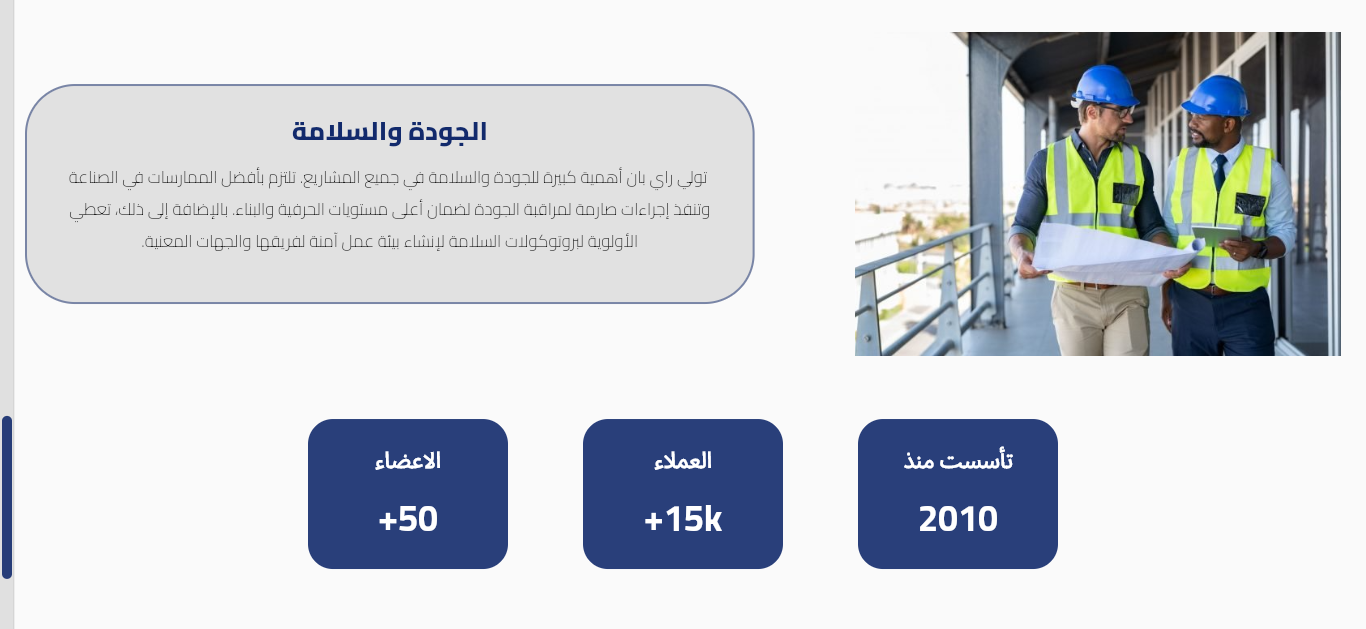 الجودة والسلامة
تولي راي بان أهمية كبيرة للجودة والسلامة في جميع المشاريع. تلتزم بأفضل الممارسات في الصناعة
وتنفذ إجراءات صارمة لمراقبة الجودة لضمان أعلى مستويات الحرفية والبناء. بالإضافة إلى ذلك، تعطي
الأولوية لبروتوكولات السلامة لإنشاء بيئة عمل آمنة لفريقها والجهات المعنية.
تأسست منذ
2010
العملاء
+15k
الاعضاء
+50